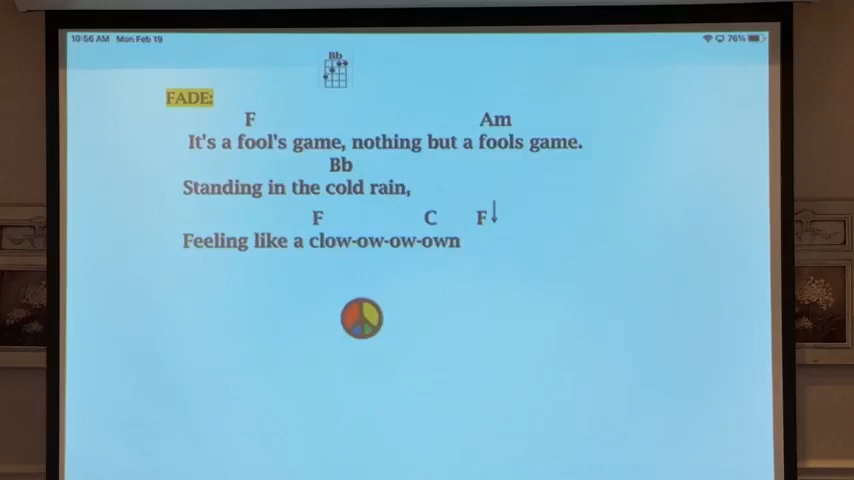 10:56 AM Mon Feb 19 76%
Bb
FADE:
F Am
It's a fool's game, nothing but a fools game.
Bb
Standing in the cold rain,
F C F↓
Feeling like a clow-ow-ow-own